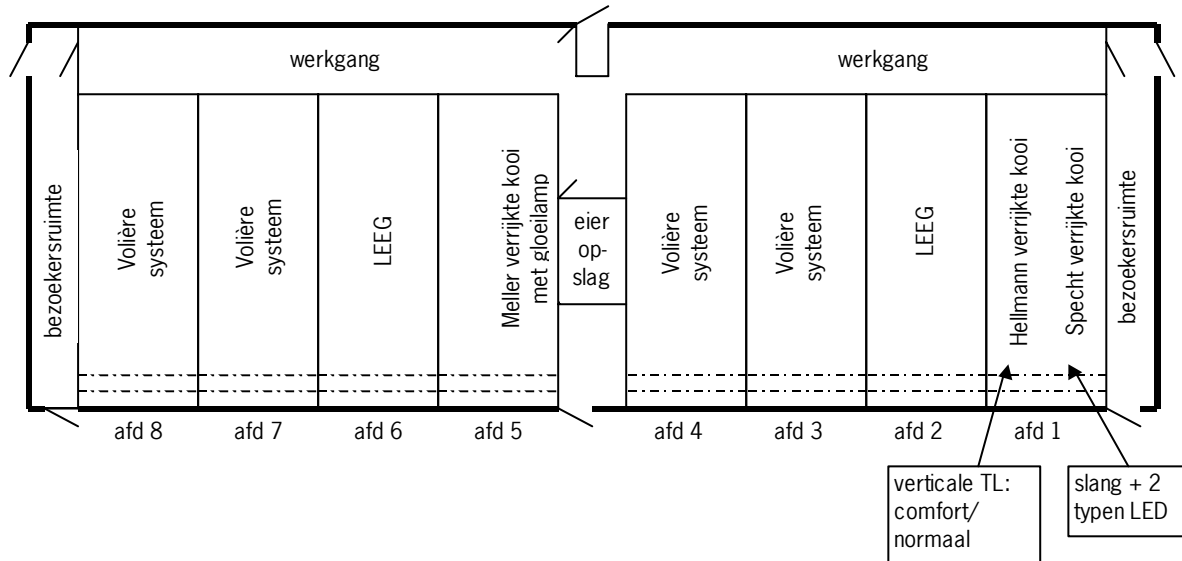 werkgang
werkgang
bezoekersruimte
Volière
systeem
Volière
systeem
LEEG
Meller verrijkte kooi
met gloeilamp
eier
op-
slag
Volière
systeem
Volière
systeem
LEEG
Hellmann verrijkte kooi
Specht verrijkte kooi
bezoekersruimte
afd 8
afd 7
afd 6
afd 5
afd 4
afd 3
afd 2
afd 1
verticale TL:
comfort/
normaal
slang + 2
typen LED